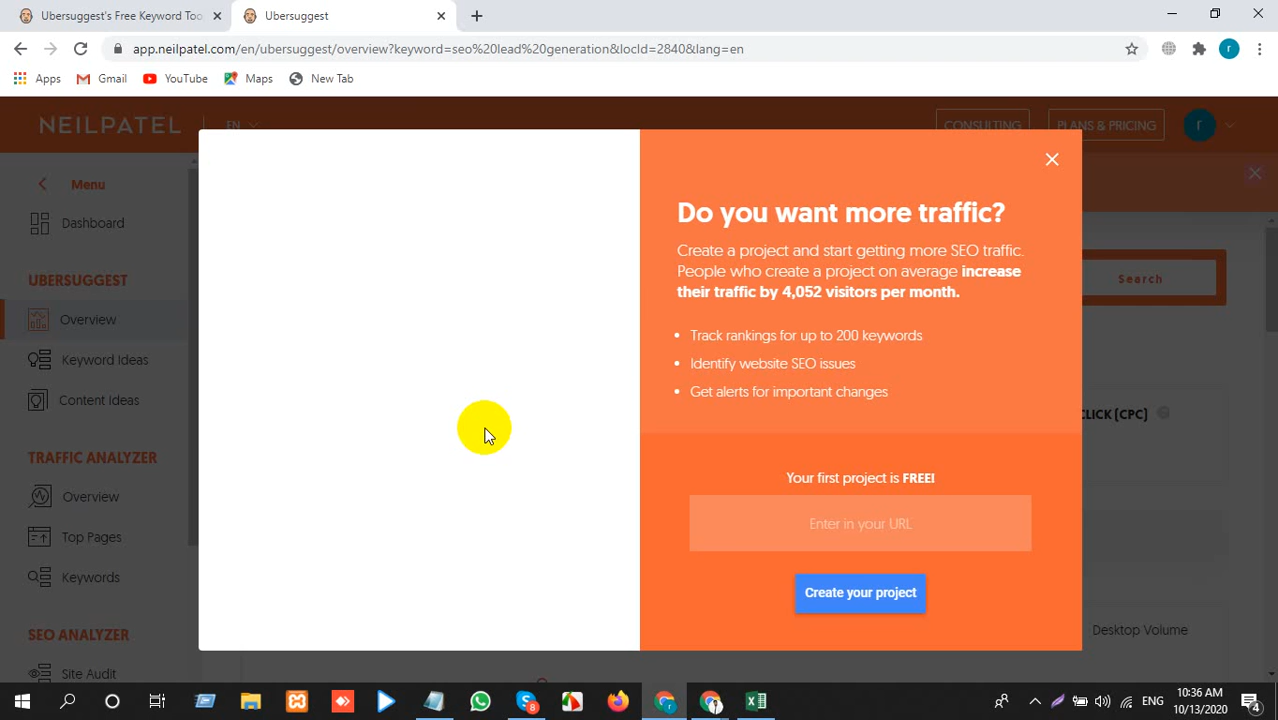 Ubersuggest's Free Keyword Too
Ubersuggest
app.neilpatel.com/en/ubersuggest/overview?keyword=seo%20lead%20generation&locId=2840&lang=en
r
Apps
Gmail
YouTube
Maps
New Tab
NEILPATEL
EN
CONSULTING
PLANS & PRICING
r
Menu
Dashboard
UBERSUGGEST
Overview
Keyword Ideas
Content Ideas
TRAFFIC ANALYZER
Overview
Top Pages
Keywords
SEO ANALYZER
Site Audit
Do you want more traffic?
Create a project and start getting more SEO traffic.
People who create a project on average increase
their traffic by 4,052 visitors per month.
• Track rankings for up to 200 keywords
• Identify website SEO issues
• Get alerts for important changes
Your first project is FREE!
Enter in your URL
Create your project
Search
CLICK (CPC)
Desktop Volume
8
ENG
10:36 AM
10/13/2020
4